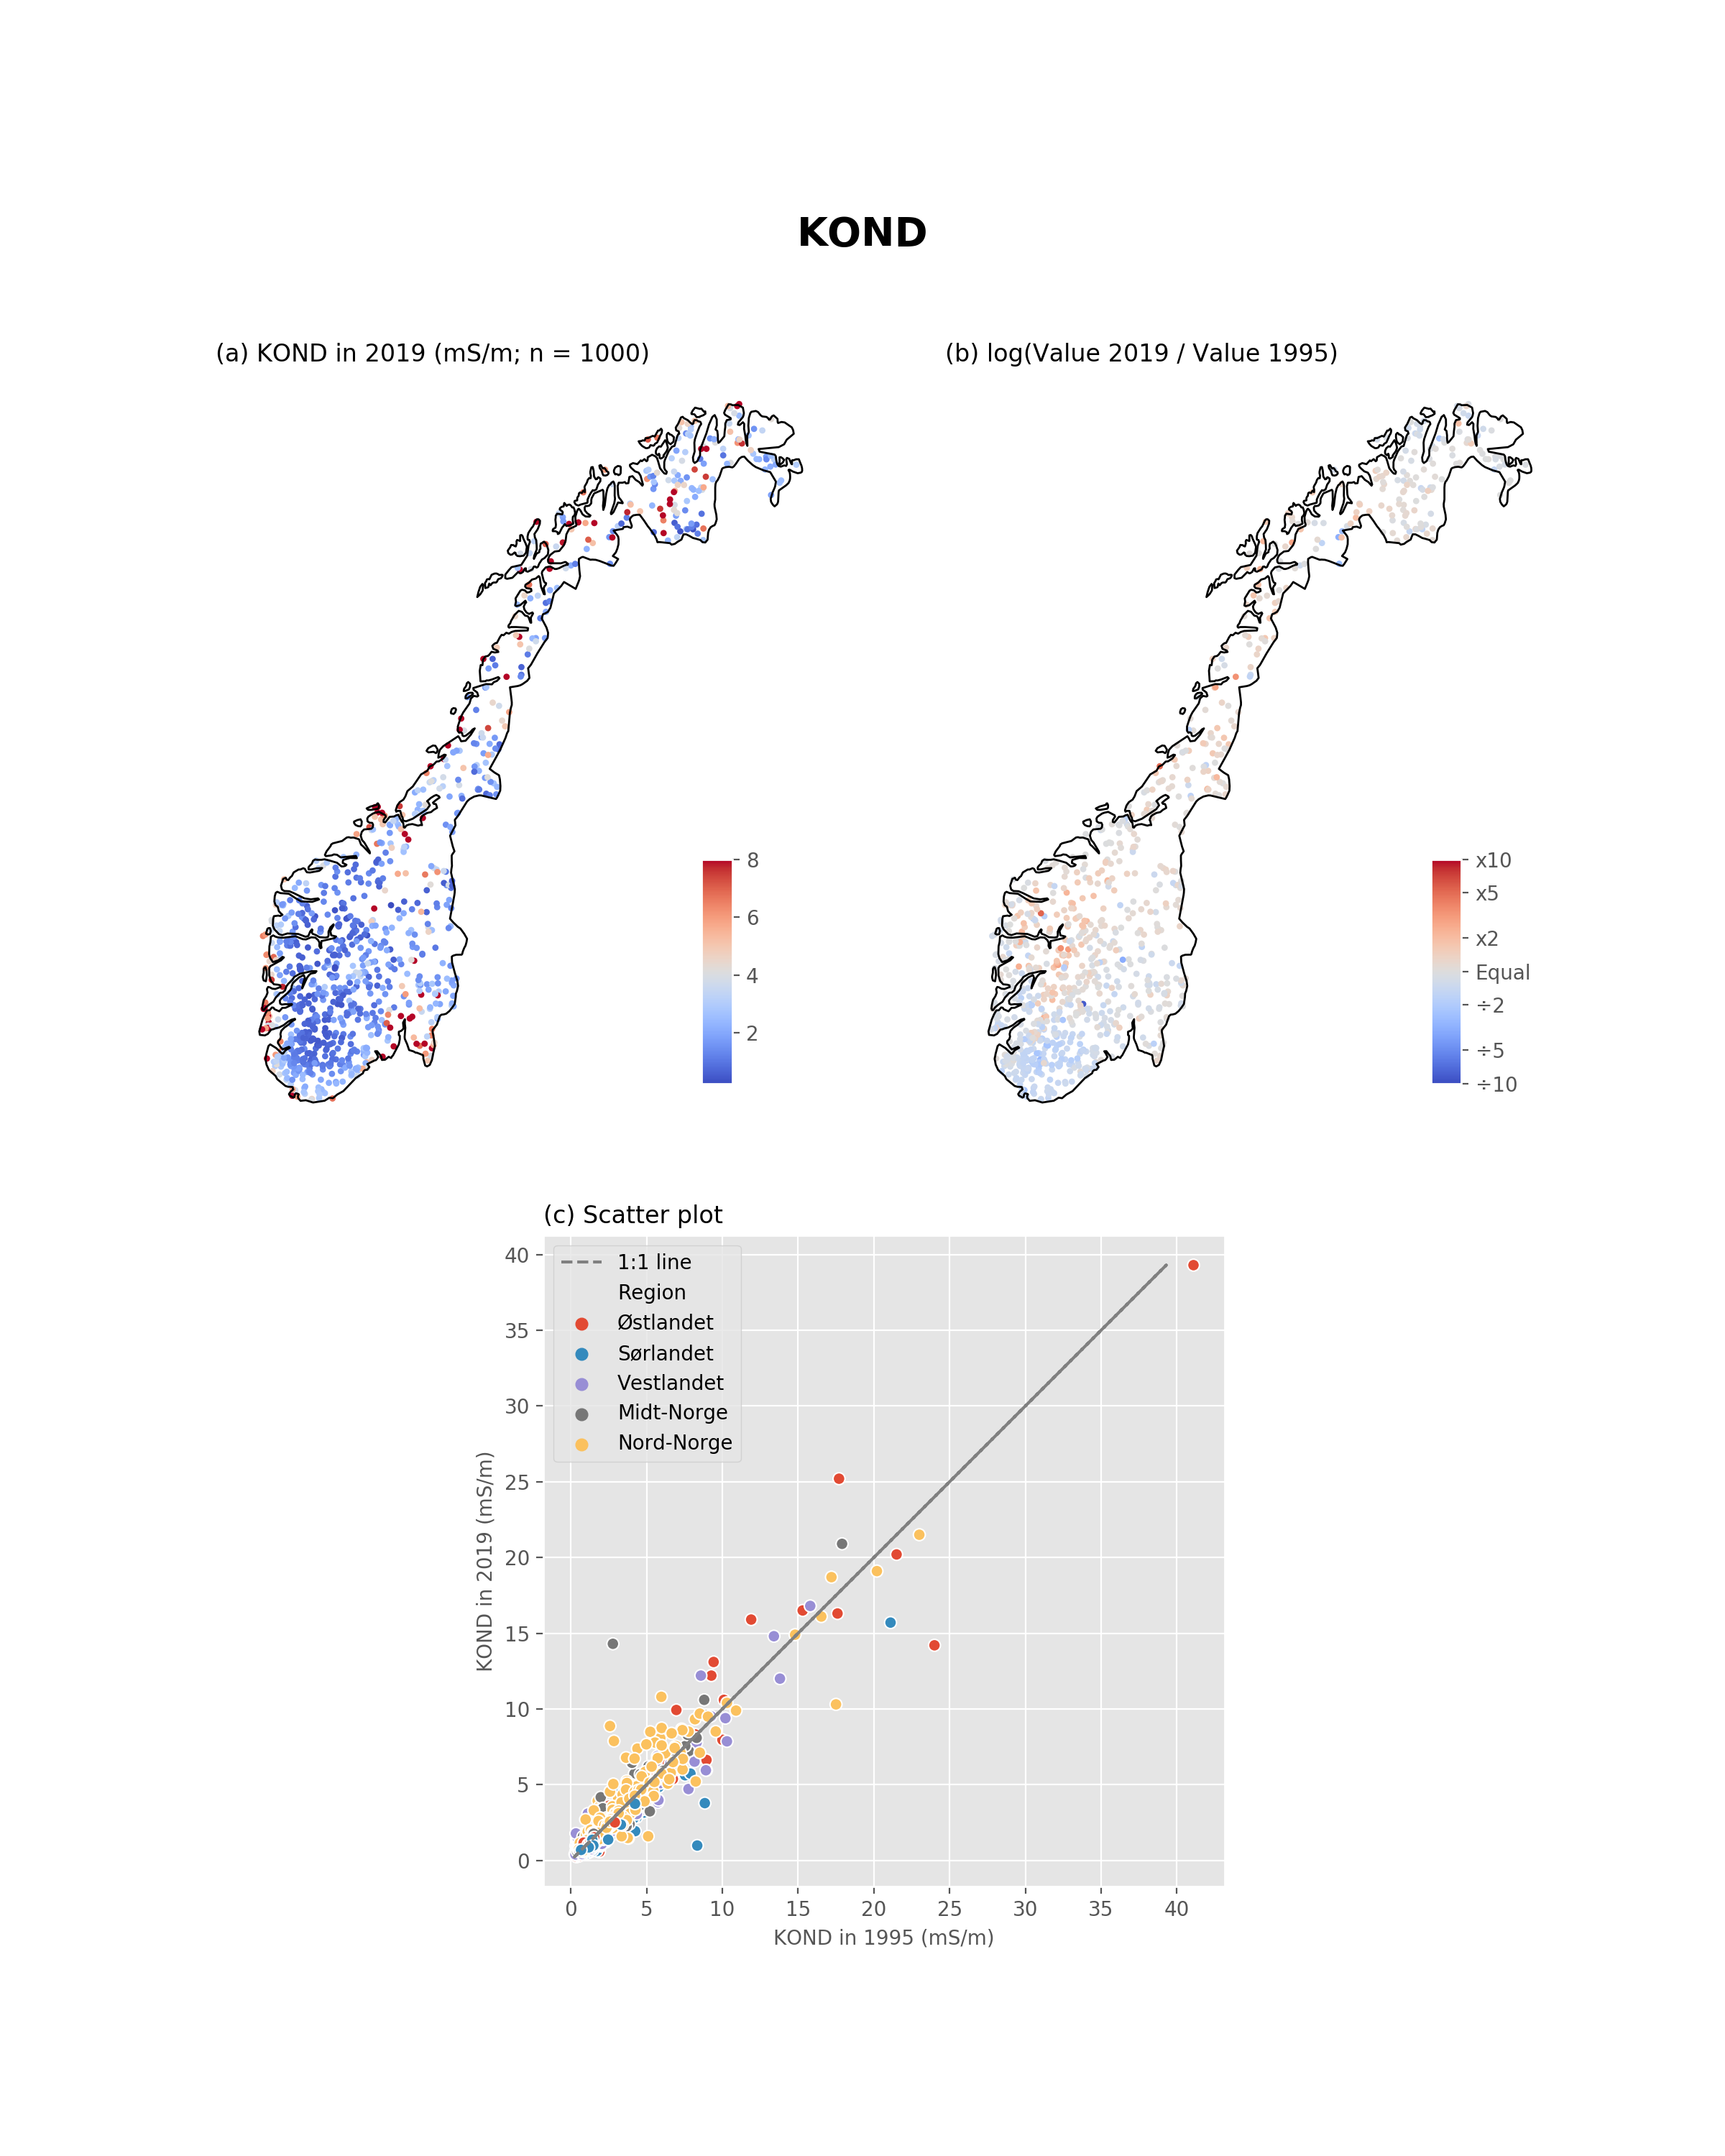 KOND
(a) KOND in 2019 (mS/m; n = 1000)
(b) log(Value 2019 / Value 1995)
8
6
4
2
x10
x5
x2
Equal
÷2
÷5
÷10
(c) Scatter plot
1:1 line
Region
Østlandet
Sørlandet
Vestlandet
Midt-Norge
Nord-Norge
40
35
30
25
20
15
10
5
0
KOND in 2019 (mS/m)
0 5 10 15 20 25 30 35 40
KOND in 1995 (mS/m)